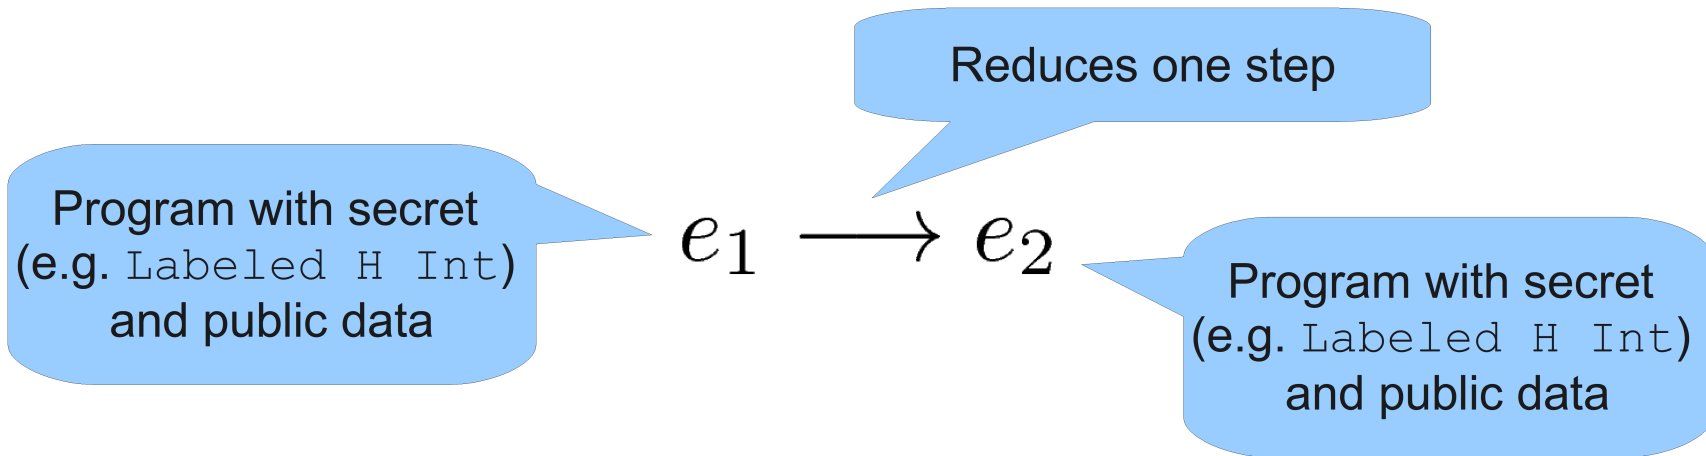 Reduces one step
Program with secret
(e.g. Labeled H Int)
and public data
e₁ ⟶ e₂
Program with secret
(e.g. Labeled H Int)
and public data